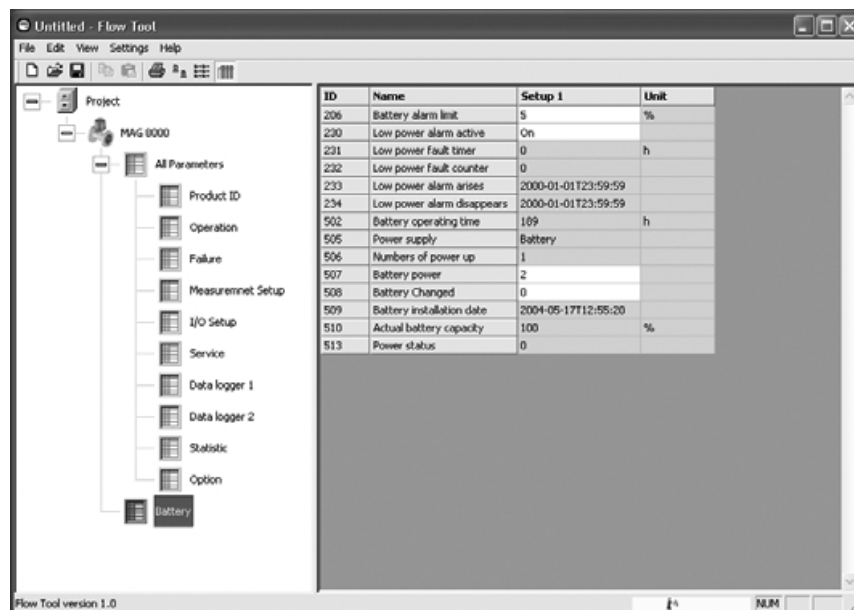 Untitled - Flow Tool
File Edit View Settings Help
Project
MAG 8000
All Parameters
Product ID
Operation
Failure
Measuremnet Setup
I/O Setup
Service
Data logger 1
Data logger 2
Statistic
Option
Battery
ID Name Setup 1 Unit
206 Battery alarm limit 5 %
230 Low power alarm active On
231 Low power fault timer 0 h
232 Low power fault counter 0
233 Low power alarm arises 2000-01-01T23:59:59
234 Low power alarm disappears 2000-01-01T23:59:59
502 Battery operating time 189 h
505 Power supply Battery
506 Numbers of power up 1
507 Battery power 2
508 Battery Changed 0
509 Battery installation date 2004-05-17T12:55:20
510 Actual battery capacity 100 %
513 Power status 0
Flow Tool version 1.0 NUM